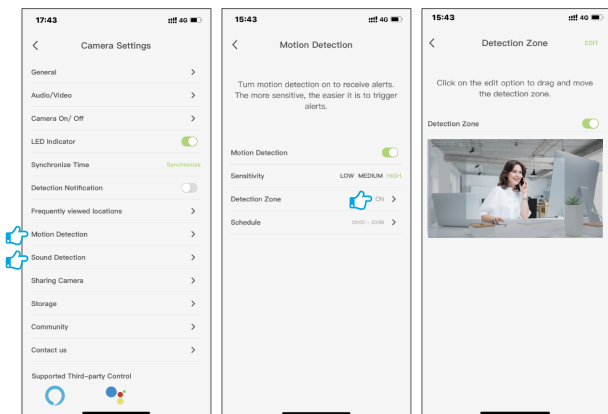 17:43
4G
Camera Settings
General
Audio/Video
Camera On/ Off
LED Indicator
Synchronize Time
Synchronize
Detection Notification
Frequently viewed locations
Motion Detection
Sound Detection
Sharing Camera
Storage
Community
Contact us
Supported Third-party Control
15:43
4G
Motion Detection
Turn motion detection on to receive alerts.
The more sensitive, the easier it is to trigger
alerts.
Motion Detection
Sensitivity
LOW MEDIUM HIGH
Detection Zone
ON
Schedule
15:43
4G
Detection Zone
EDIT
Click on the edit option to drag and move
the detection zone.
Detection Zone